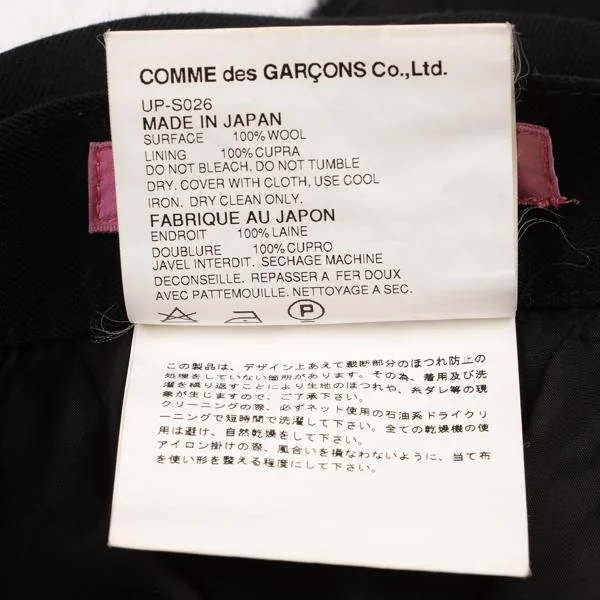 COMME des GARÇONS Co.,Ltd.
UP-S026
MADE IN JAPAN
SURFACE 100% WOOL
LINING 100% CUPRA
DO NOT BLEACH. DO NOT TUMBLE
DRY. COVER WITH CLOTH, USE COOL
IRON. DRY CLEAN ONLY.
FABRIQUE AU JAPON
ENDROIT 100% LAINE
DOUBLURE 100% CUPRO
JAVEL INTERDIT. SECHAGE MACHINE
DECONSEILLE. REPASSER A FER DOUX
AVEC PATTEMOUILLE. NETTOYAGE A SEC.
P
この製品は、デザイン上あえて裁断部分のほつれ防止の
処理をしていない箇所があります。その為、着用及び洗
濯を繰り返すことにより生地のほつれや、糸ダレ等の現
象が生じますので、ご了承下さい。
クリーニングの際、必ずネット使用の石油系ドライクリ
ーニングで短時間で洗濯して下さい。全ての乾燥機の使
用は避け、自然乾燥をして下さい。
アイロン掛けの際、風合いを損なわないように、当て布
を使い形を整える程度にして下さい。